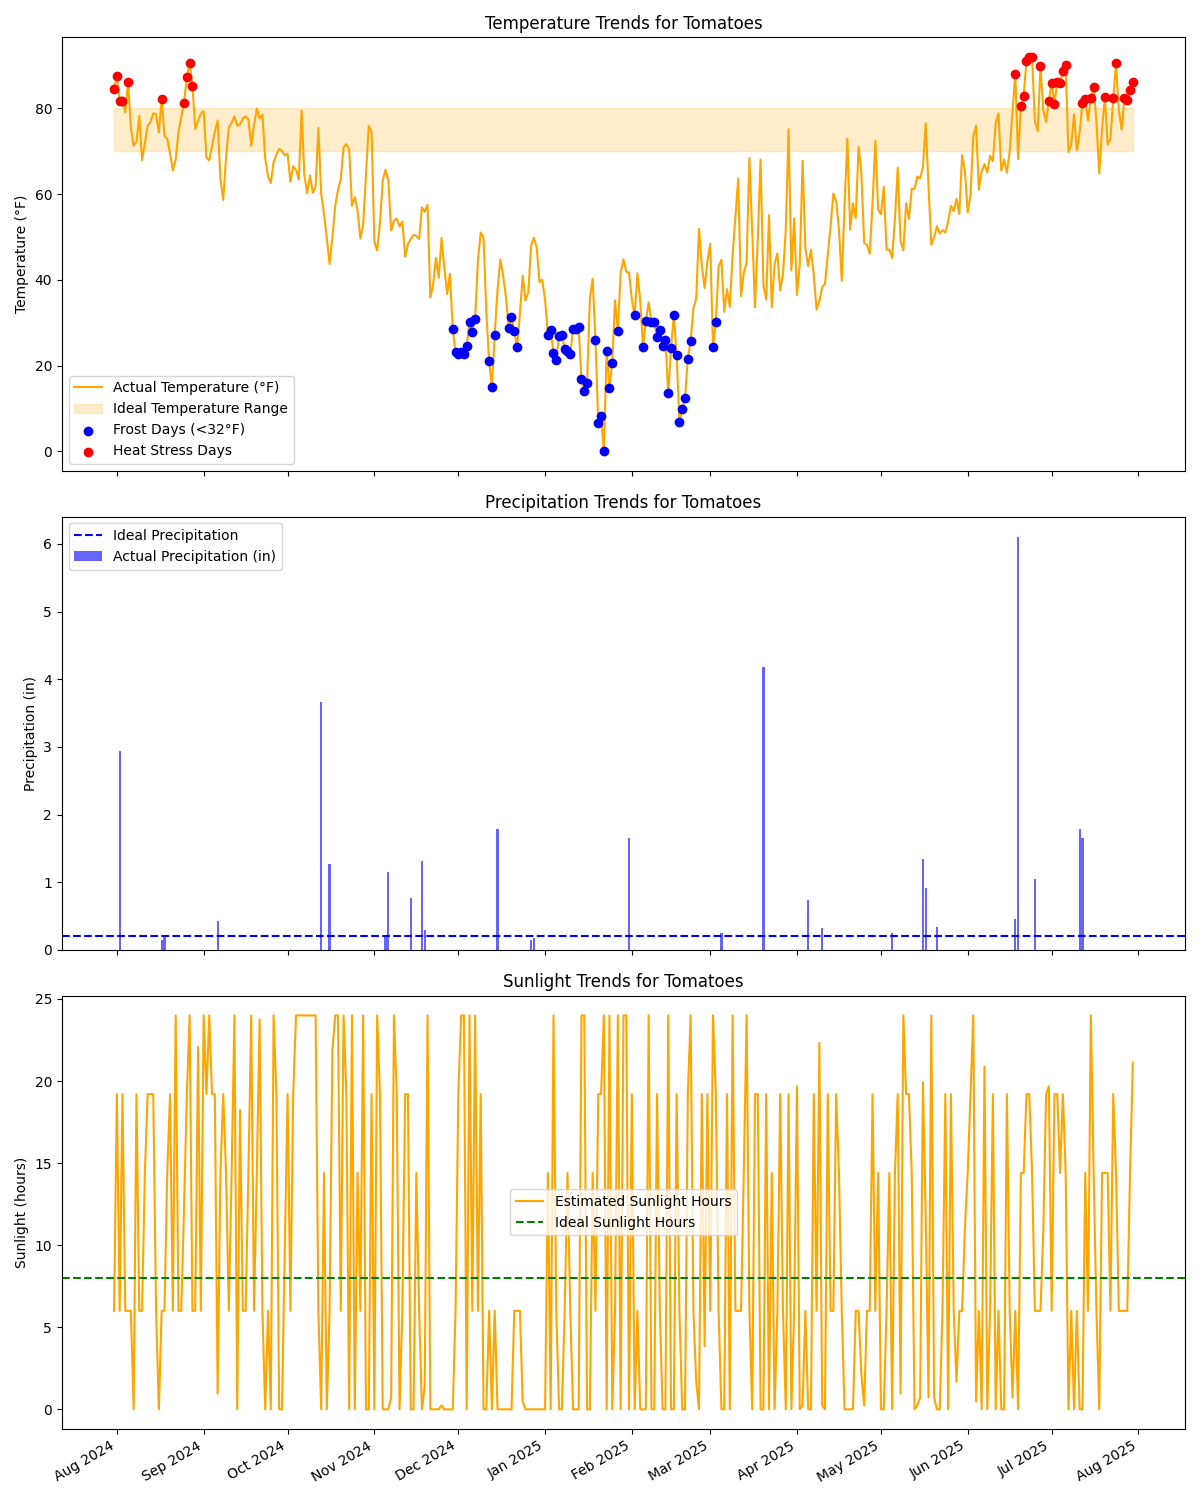 Temperature Trends for Tomatoes
Temperature (°F)
80
60
40
20
0
Actual Temperature (°F)
Ideal Temperature Range
Frost Days (<32°F)
Heat Stress Days
Precipitation Trends for Tomatoes
Precipitation (in)
6
5
4
3
2
1
0
Ideal Precipitation
Actual Precipitation (in)
Sunlight Trends for Tomatoes
Sunlight (hours)
25
20
15
10
5
0
Estimated Sunlight Hours
Ideal Sunlight Hours
Aug 2024
Sep 2024
Oct 2024
Nov 2024
Dec 2024
Jan 2025
Feb 2025
Mar 2025
Apr 2025
May 2025
Jun 2025
Jul 2025
Aug 2025